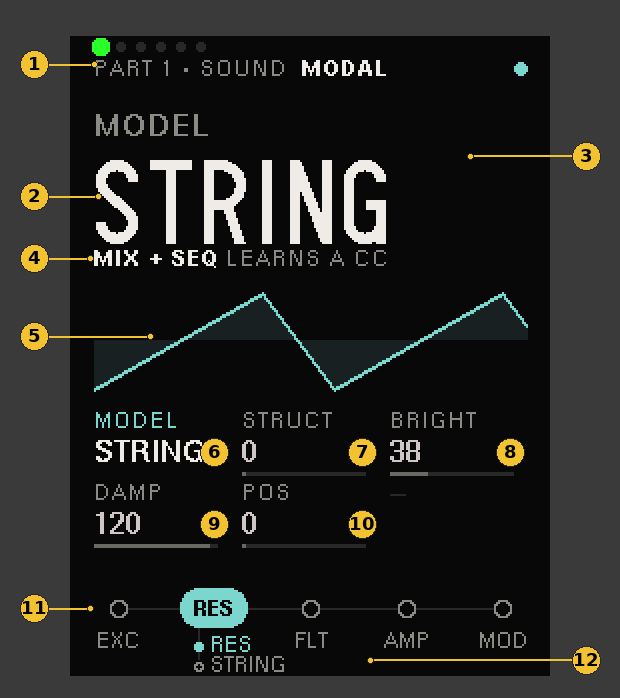 1 PART 1 · SOUND MODAL
MODEL
3
2 STRING
4 MIX + SEQ LEARNS A CC
5
MODEL STRUCT BRIGHT
STRING 6 0 7 38 8
DAMP POS —
120 9 0 10
11 RES
EXC RES FLT AMP MOD
STRING 12